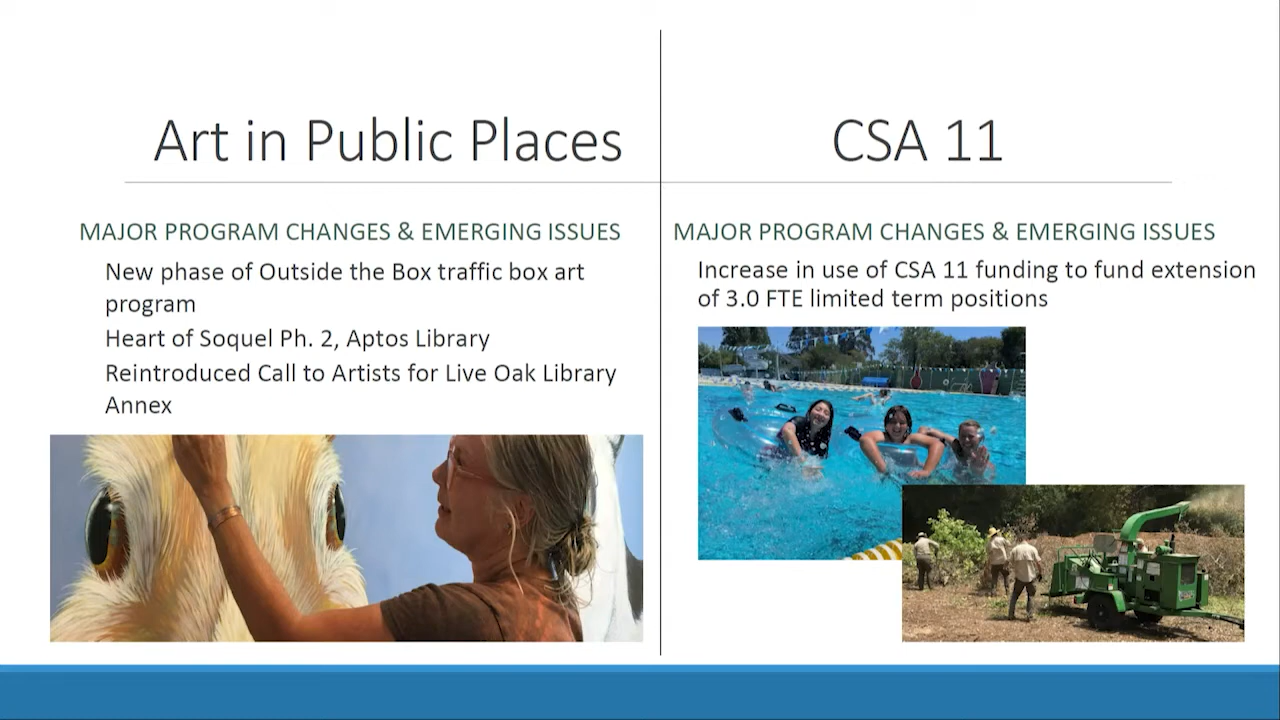 Art in Public Places
MAJOR PROGRAM CHANGES & EMERGING ISSUES
New phase of Outside the Box traffic box art
program
Heart of Soquel Ph. 2, Aptos Library
Reintroduced Call to Artists for Live Oak Library
Annex
CSA 11
MAJOR PROGRAM CHANGES & EMERGING ISSUES
Increase in use of CSA 11 funding to fund extension
of 3.0 FTE limited term positions